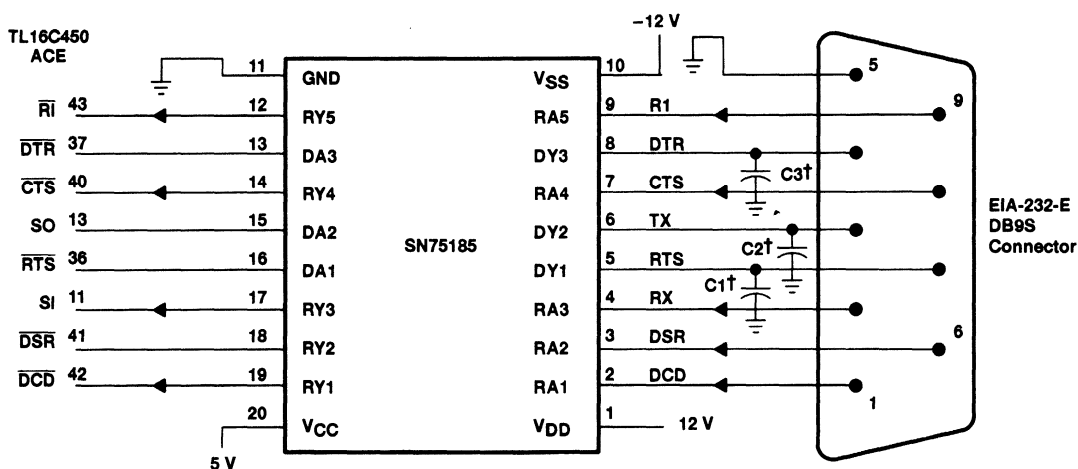 TL16C450
ACE
–12 V
11 GND VSS 10 5
RI 43 12 RY5 RA5 9 R1 9
DTR 37 13 DA3 DY3 8 DTR
C3†
CTS 40 14 RY4 RA4 7 CTS
SO 13 15 DA2 SN75185 DY2 6 TX
C2†
RTS 36 16 DA1 DY1 5 RTS
C1†
SI 11 17 RY3 RA3 4 RX
DSR 41 18 RY2 RA2 3 DSR 6
DCD 42 19 RY1 RA1 2 DCD 1
20 VCC VDD 1 12 V
5 V
EIA-232-E
DB9S
Connector